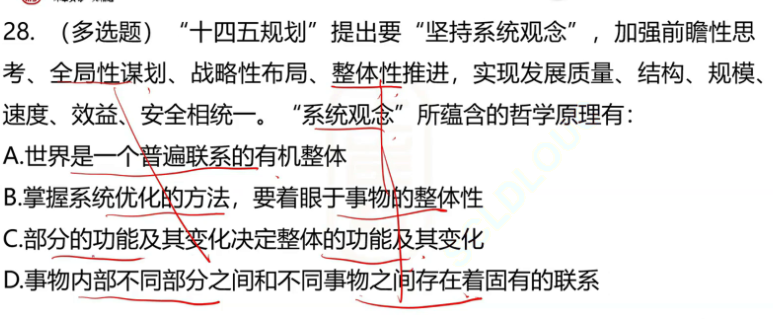 28. （多选题）“十四五规划”提出要“坚持系统观念”，加强前瞻性思
考、全局性谋划、战略性布局、整体性推进，实现发展质量、结构、规模、
速度、效益、安全相统一。“系统观念”所蕴含的哲学原理有：
A.世界是一个普遍联系的有机整体
B.掌握系统优化的方法，要着眼于事物的整体性
C.部分的功能及其变化决定整体的功能及其变化
D.事物内部不同部分之间和不同事物之间存在着固有的联系